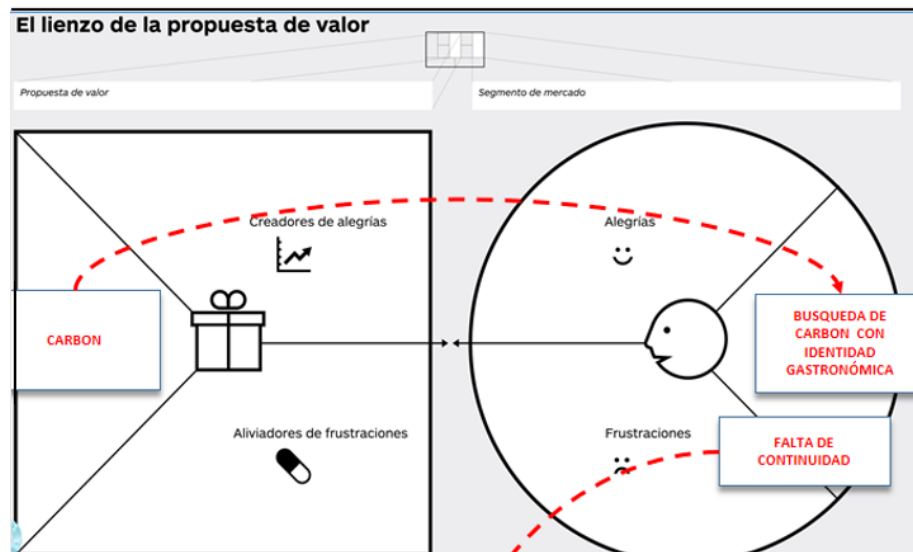 El lienzo de la propuesta de valor
Propuesta de valor
Segmento de mercado
Creadores de alegrías
Alegrías
CARBON
BUSQUEDA DE
CARBON CON
IDENTIDAD
GASTRONÓMICA
Aliviadores de frustraciones
Frustraciones
FALTA DE
CONTINUIDAD